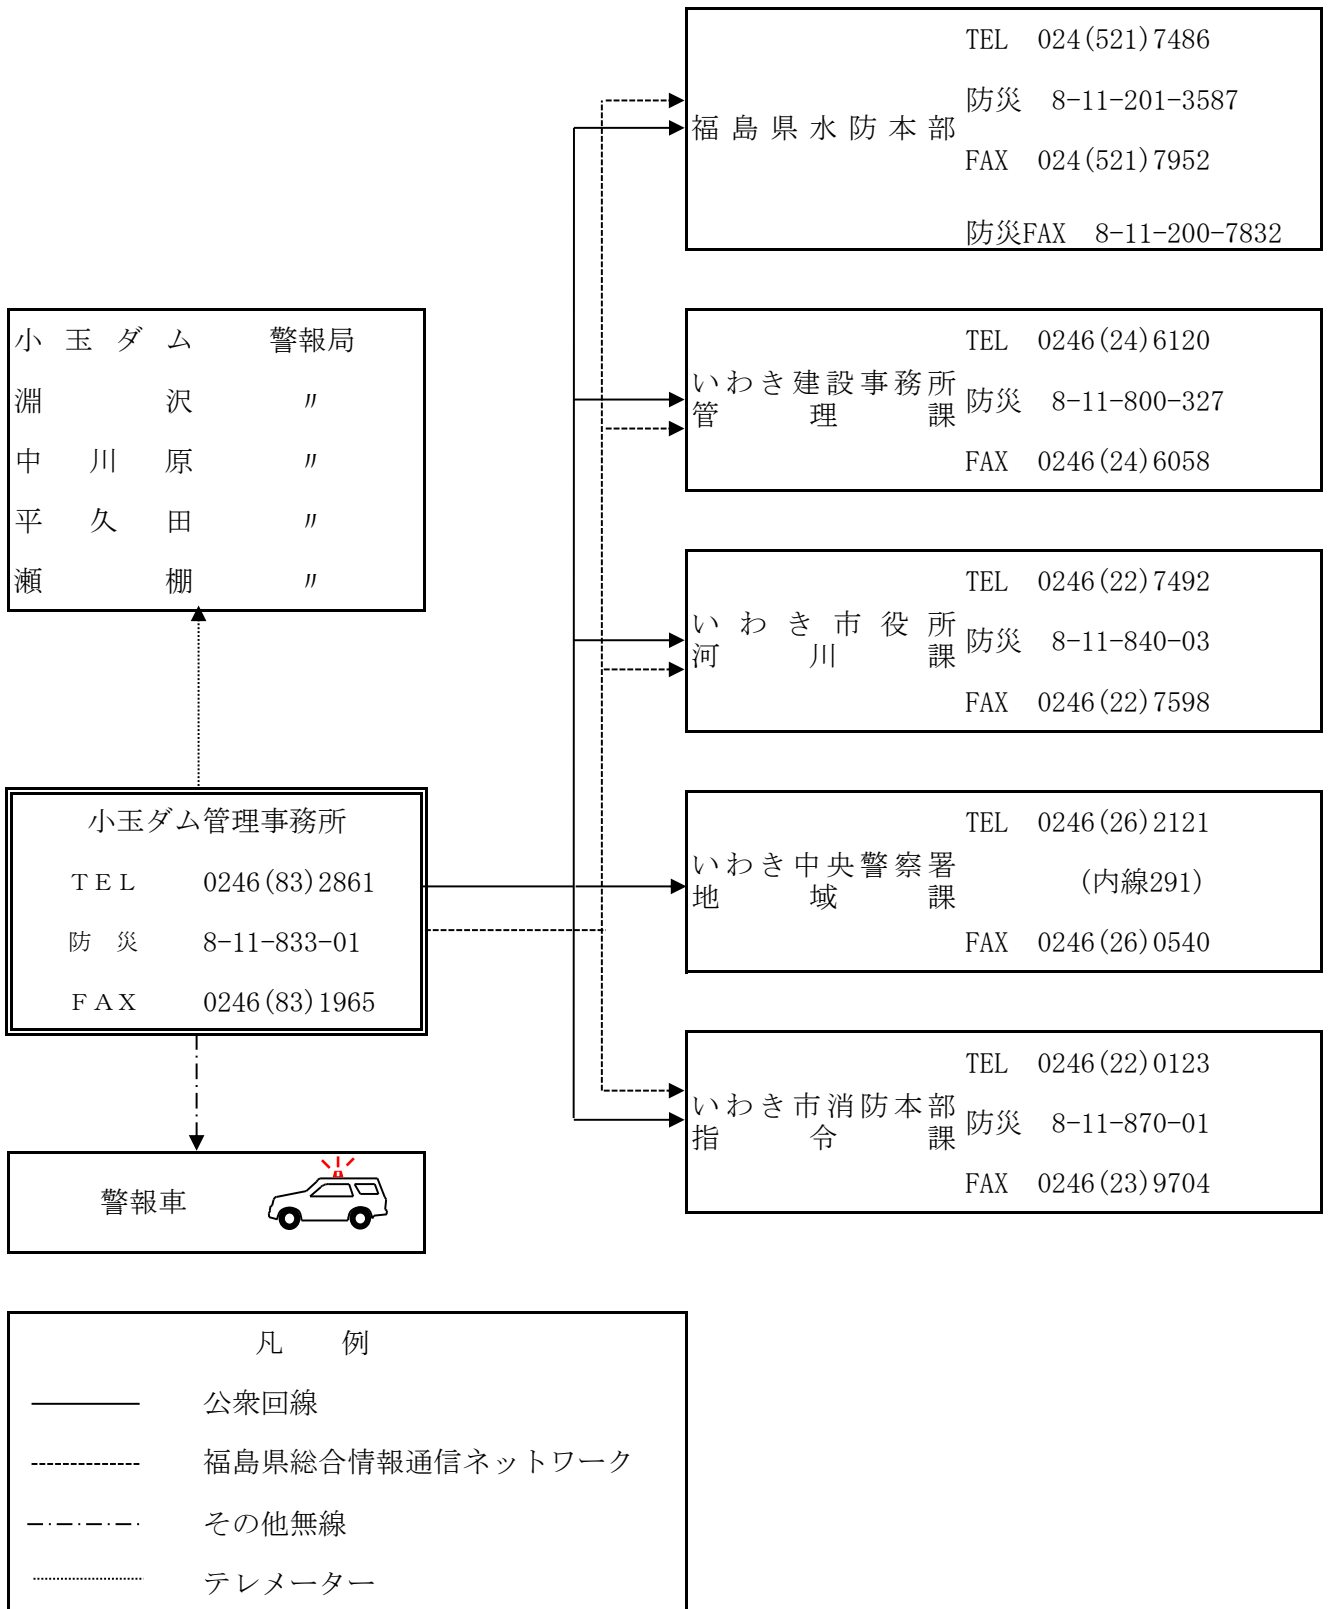 福島県水防本部
TEL 024(521)7486
防災 8-11-201-3587
FAX 024(521)7952
防災FAX 8-11-200-7832
小玉ダム 警報局
淵沢 〃
中川原 〃
平久田 〃
瀬棚 〃
いわき建設事務所
管理課
TEL 0246(24)6120
防災 8-11-800-327
FAX 0246(24)6058
いわき市役所
河川課
TEL 0246(22)7492
防災 8-11-840-03
FAX 0246(22)7598
小玉ダム管理事務所
TEL 0246(83)2861
防災 8-11-833-01
FAX 0246(83)1965
いわき中央警察署
地域課
TEL 0246(26)2121
(内線291)
FAX 0246(26)0540
いわき市消防本部
指令課
TEL 0246(22)0123
防災 8-11-870-01
FAX 0246(23)9704
警報車
凡例
公衆回線
福島県総合情報通信ネットワーク
その他無線
テレメーター